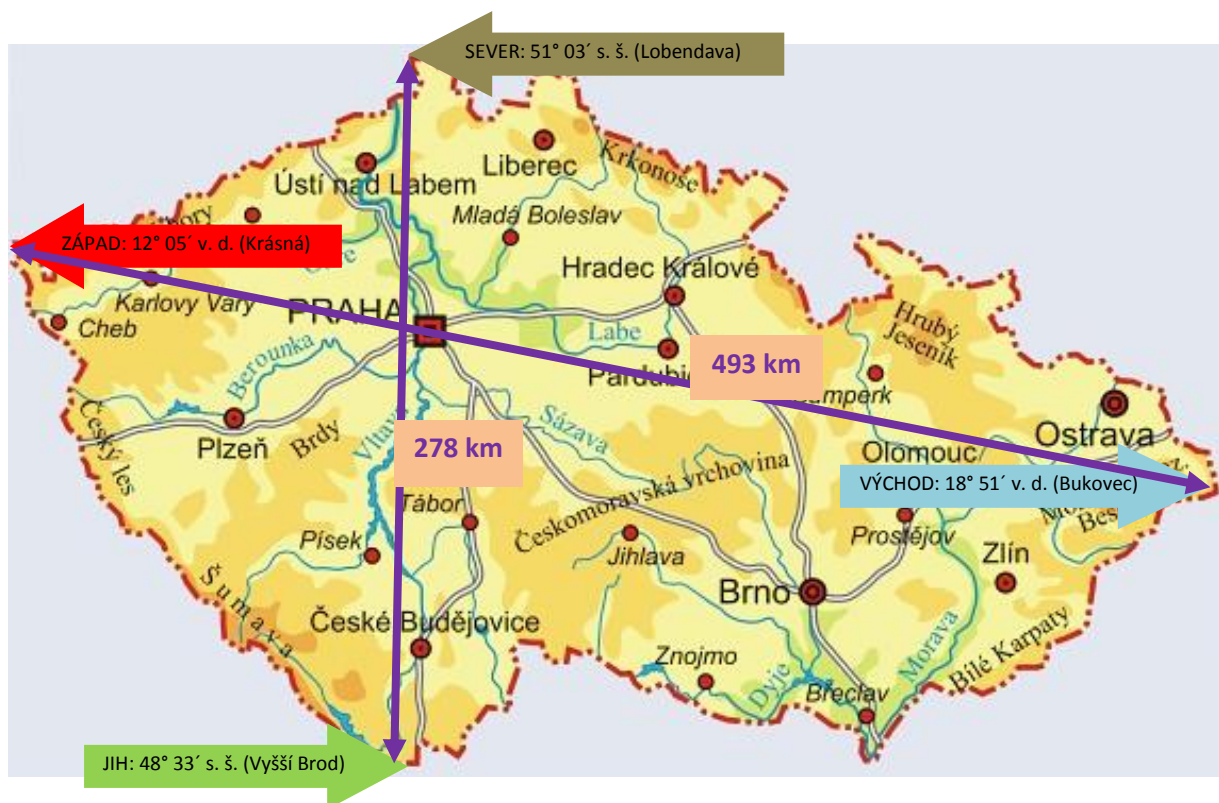 SEVER: 51° 03´ s. š. (Lobendava)
Liberec
Krkonoše
Ústí nad Labem
Mladá Boleslav
ZÁPAD: 12° 05´ v. d. (Krásná)
Hradec Králové
Karlovy Vary
PRAHA
Cheb
Labe
Hrubý
Jeseník
Berounka
493 km
Český les
Plzeň
Brdy
Vltava
Sázava
Ostrava
278 km
Olomouc
Českomoravská vrchovina
VÝCHOD: 18° 51´ v. d. (Bukovec)
Tábor
Písek
Jihlava
Prostějov
Zlín
Šumava
Brno
České Budějovice
Znojmo
Dyje
Morava
Bílé Karpaty
Břeclav
JIH: 48° 33´ s. š. (Vyšší Brod)